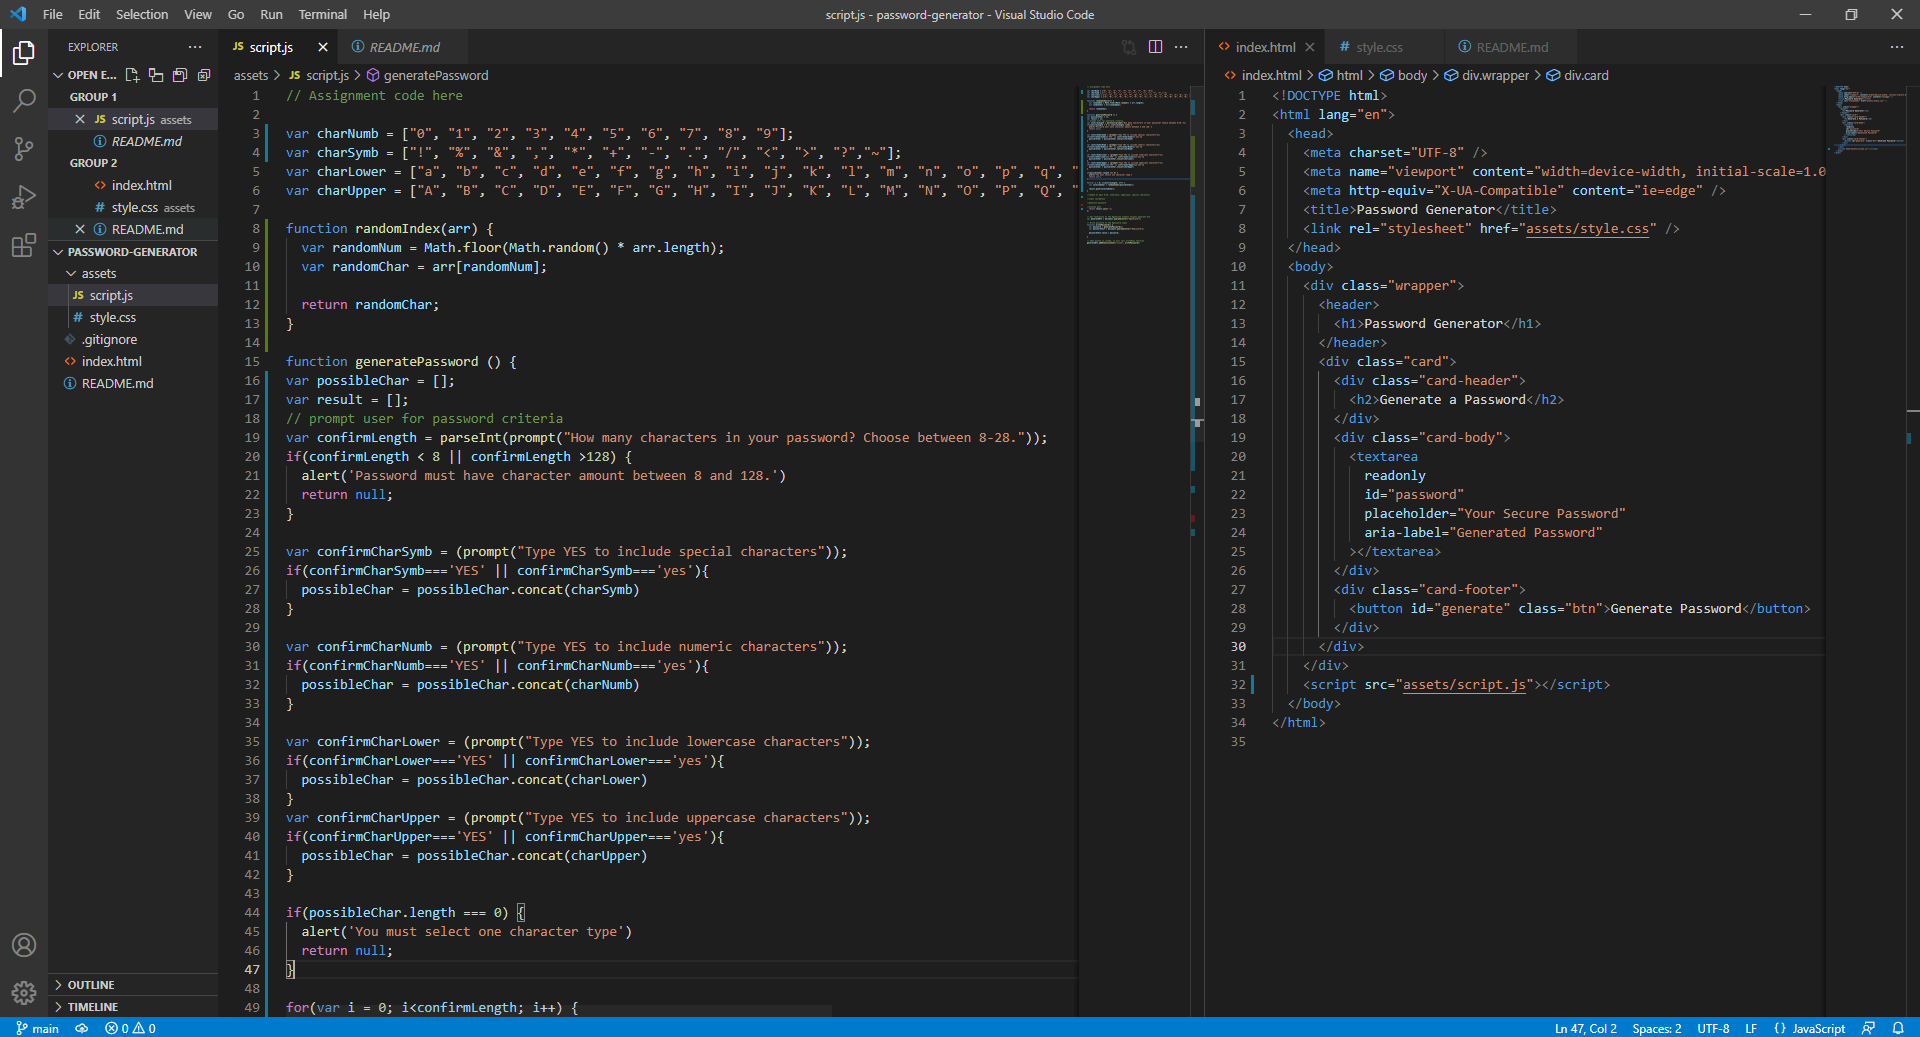 File Edit Selection View Go Run Terminal Help
script.js - password-generator - Visual Studio Code
EXPLORER
OPEN E...
GROUP 1
script.js assets
README.md
GROUP 2
index.html
style.css assets
README.md
PASSWORD-GENERATOR
assets
script.js
style.css
.gitignore
index.html
README.md
OUTLINE
TIMELINE
JS script.js README.md
assets > JS script.js > generatePassword
1 // Assignment code here
2
3 var charNumb = ["0", "1", "2", "3", "4", "5", "6", "7", "8", "9"];
4 var charSymb = ["!", "%", "&", ",", "*", "+", "-", ".", "/", "<", ">", "?","~"];
5 var charLower = ["a", "b", "c", "d", "e", "f", "g", "h", "i", "j", "k", "l", "m", "n", "o", "p", "q", "
6 var charUpper = ["A", "B", "C", "D", "E", "F", "G", "H", "I", "J", "K", "L", "M", "N", "O", "P", "Q", "
7
8 function randomIndex(arr) {
9 var randomNum = Math.floor(Math.random() * arr.length);
10 var randomChar = arr[randomNum];
11
12 return randomChar;
13 }
14
15 function generatePassword () {
16 var possibleChar = [];
17 var result = [];
18 // prompt user for password criteria
19 var confirmLength = parseInt(prompt("How many characters in your password? Choose between 8-28."));
20 if(confirmLength < 8 || confirmLength >128) {
21 alert('Password must have character amount between 8 and 128.')
22 return null;
23 }
24
25 var confirmCharSymb = (prompt("Type YES to include special characters"));
26 if(confirmCharSymb==='YES' || confirmCharSymb==='yes'){
27 possibleChar = possibleChar.concat(charSymb)
28 }
29
30 var confirmCharNumb = (prompt("Type YES to include numeric characters"));
31 if(confirmCharNumb==='YES' || confirmCharNumb==='yes'){
32 possibleChar = possibleChar.concat(charNumb)
33 }
34
35 var confirmCharLower = (prompt("Type YES to include lowercase characters"));
36 if(confirmCharLower==='YES' || confirmCharLower==='yes'){
37 possibleChar = possibleChar.concat(charLower)
38 }
39 var confirmCharUpper = (prompt("Type YES to include uppercase characters"));
40 if(confirmCharUpper==='YES' || confirmCharUpper==='yes'){
41 possibleChar = possibleChar.concat(charUpper)
42 }
43
44 if(possibleChar.length === 0) {
45 alert('You must select one character type')
46 return null;
47 }
48
49 for(var i = 0; i<confirmLength; i++) {
index.html # style.css README.md
index.html > html > body > div.wrapper > div.card
1 <!DOCTYPE html>
2 <html lang="en">
3 <head>
4 <meta charset="UTF-8" />
5 <meta name="viewport" content="width=device-width, initial-scale=1.0
6 <meta http-equiv="X-UA-Compatible" content="ie=edge" />
7 <title>Password Generator</title>
8 <link rel="stylesheet" href="assets/style.css" />
9 </head>
10 <body>
11 <div class="wrapper">
12 <header>
13 <h1>Password Generator</h1>
14 </header>
15 <div class="card">
16 <div class="card-header">
17 <h2>Generate a Password</h2>
18 </div>
19 <div class="card-body">
20 <textarea
21 readonly
22 id="password"
23 placeholder="Your Secure Password"
24 aria-label="Generated Password"
25 ></textarea>
26 </div>
27 <div class="card-footer">
28 <button id="generate" class="btn">Generate Password</button>
29 </div>
30 </div>
31 </div>
32 <script src="assets/script.js"></script>
33 </body>
34 </html>
35
main 0 0 Ln 47, Col 2 Spaces: 2 UTF-8 LF {} JavaScript